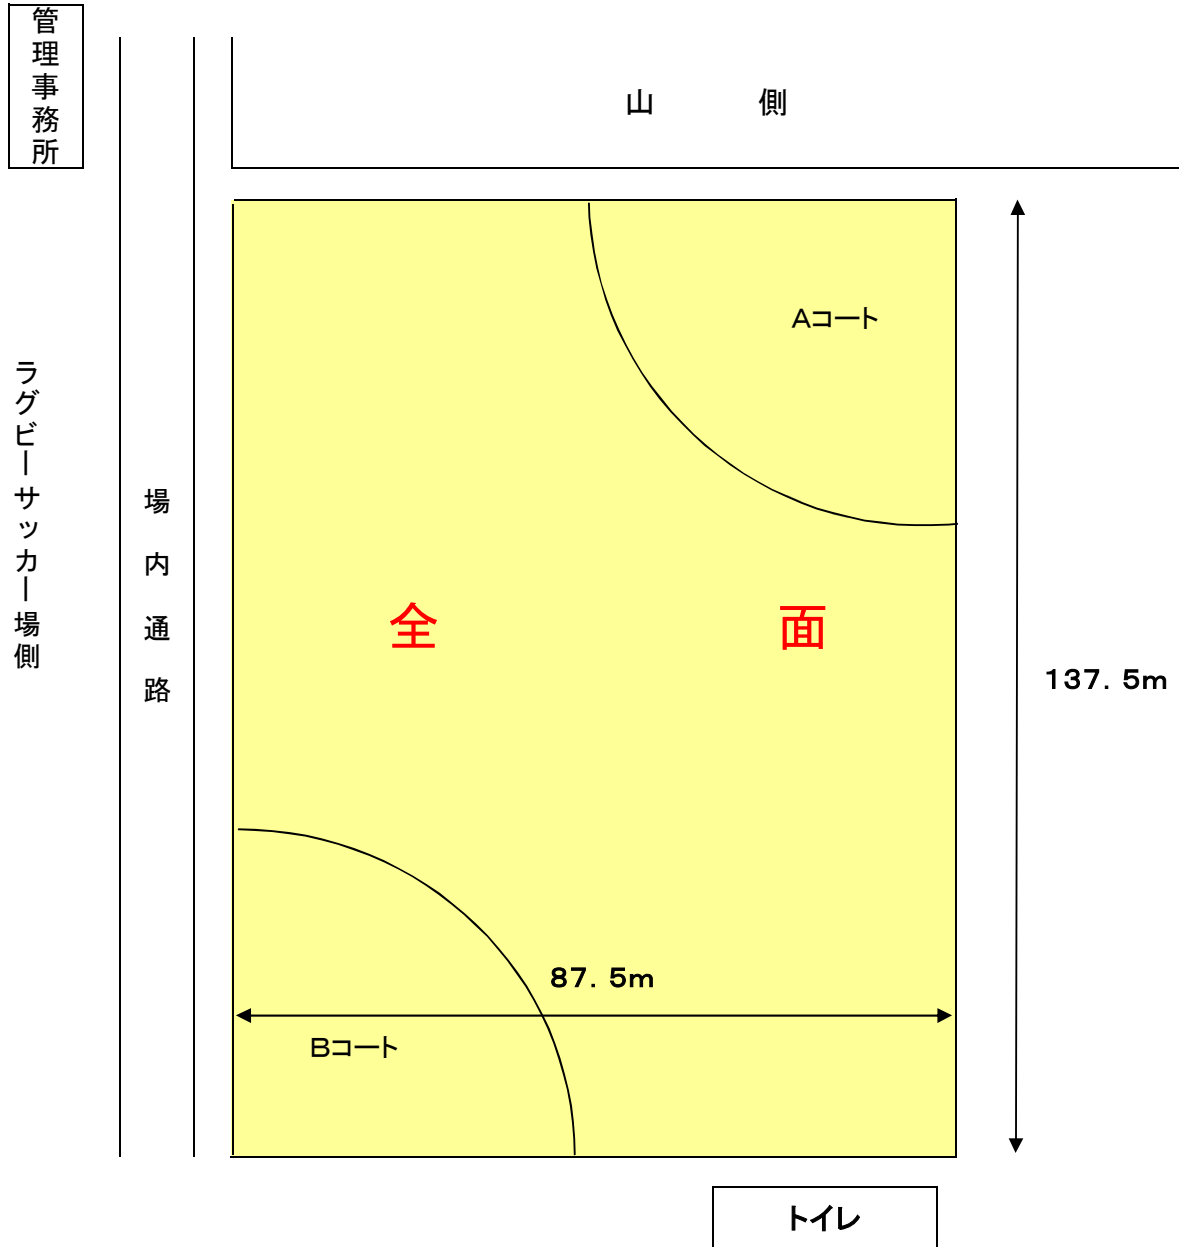 管理事務所
山　側
Aコート
ラグビーサッカー場側
場内通路
全　面
137. 5m
87. 5m
Bコート
トイレ